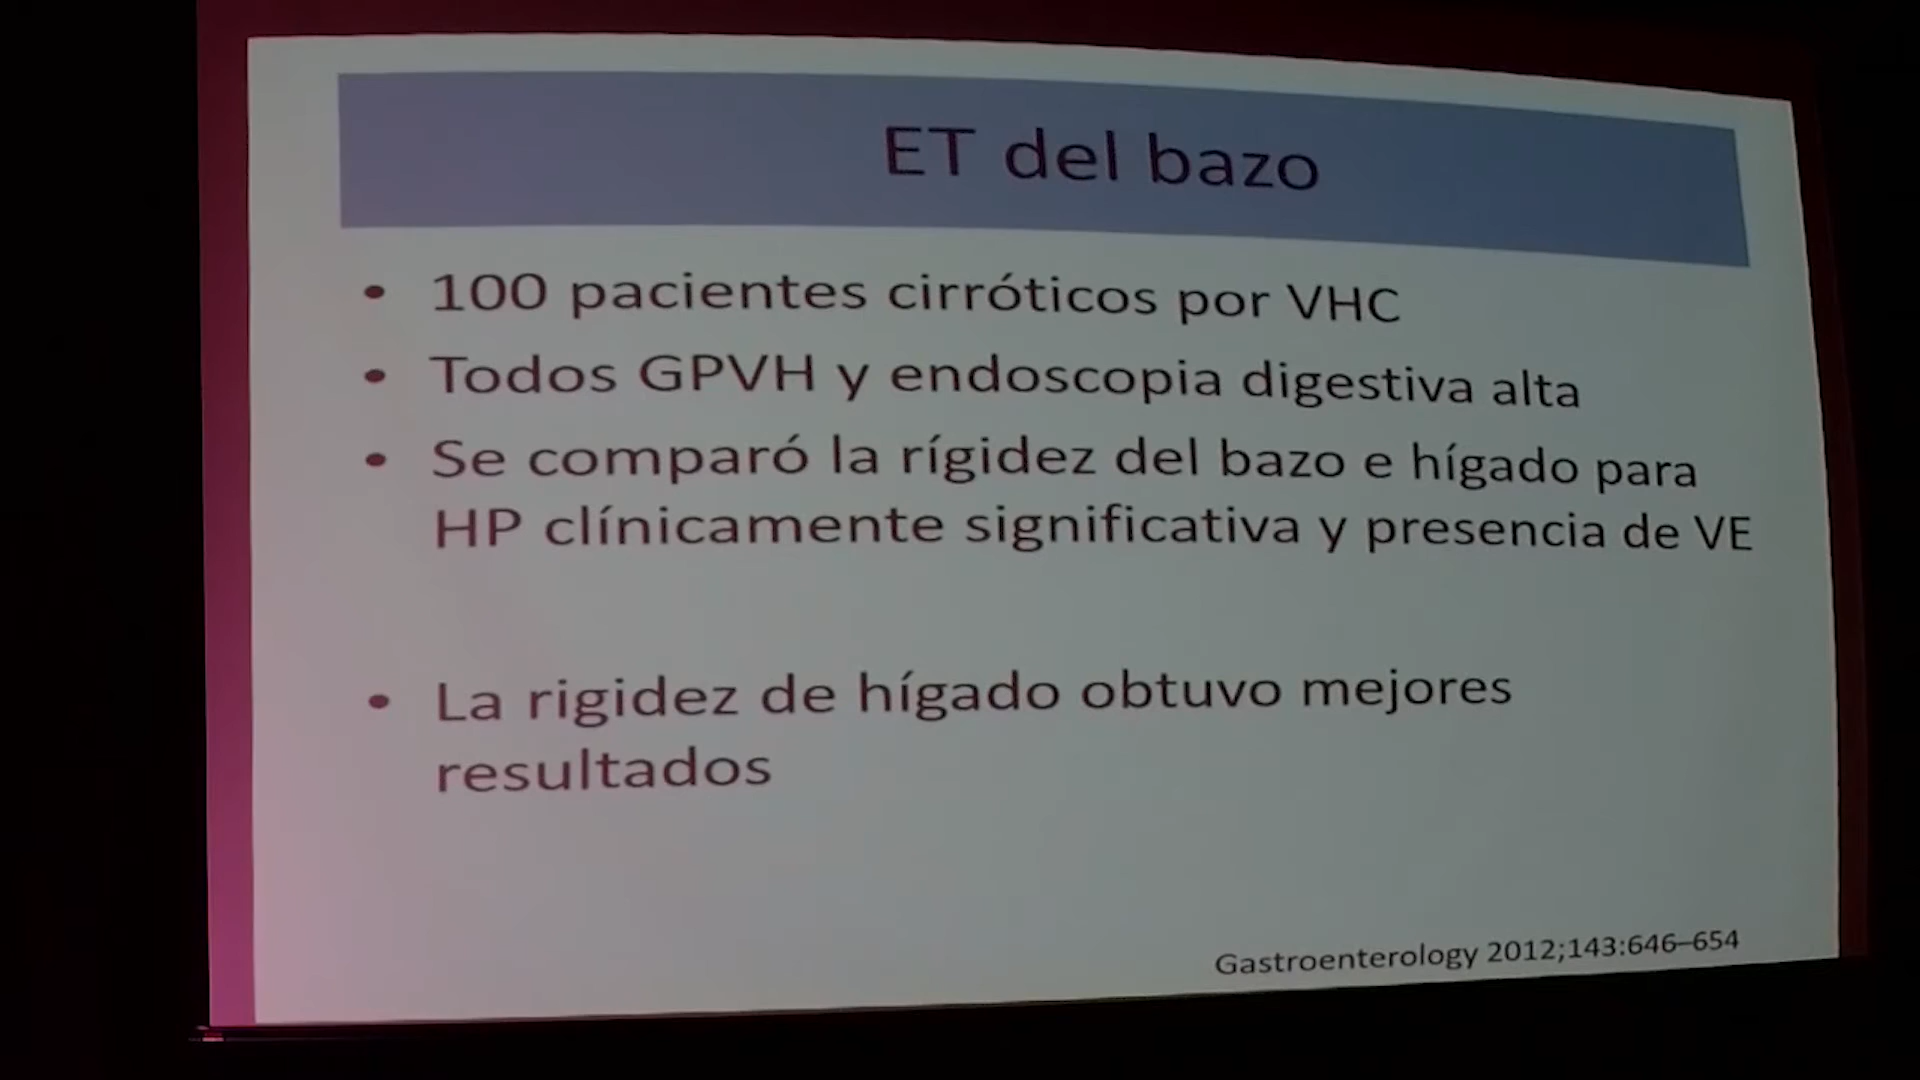 ET del bazo
• 100 pacientes cirróticos por VHC
• Todos GPVH y endoscopia digestiva alta
• Se comparó la rígidez del bazo e hígado para
HP clínicamente significativa y presencia de VE
• La rigidez de hígado obtuvo mejores
resultados
Gastroenterology 2012;143:646–654